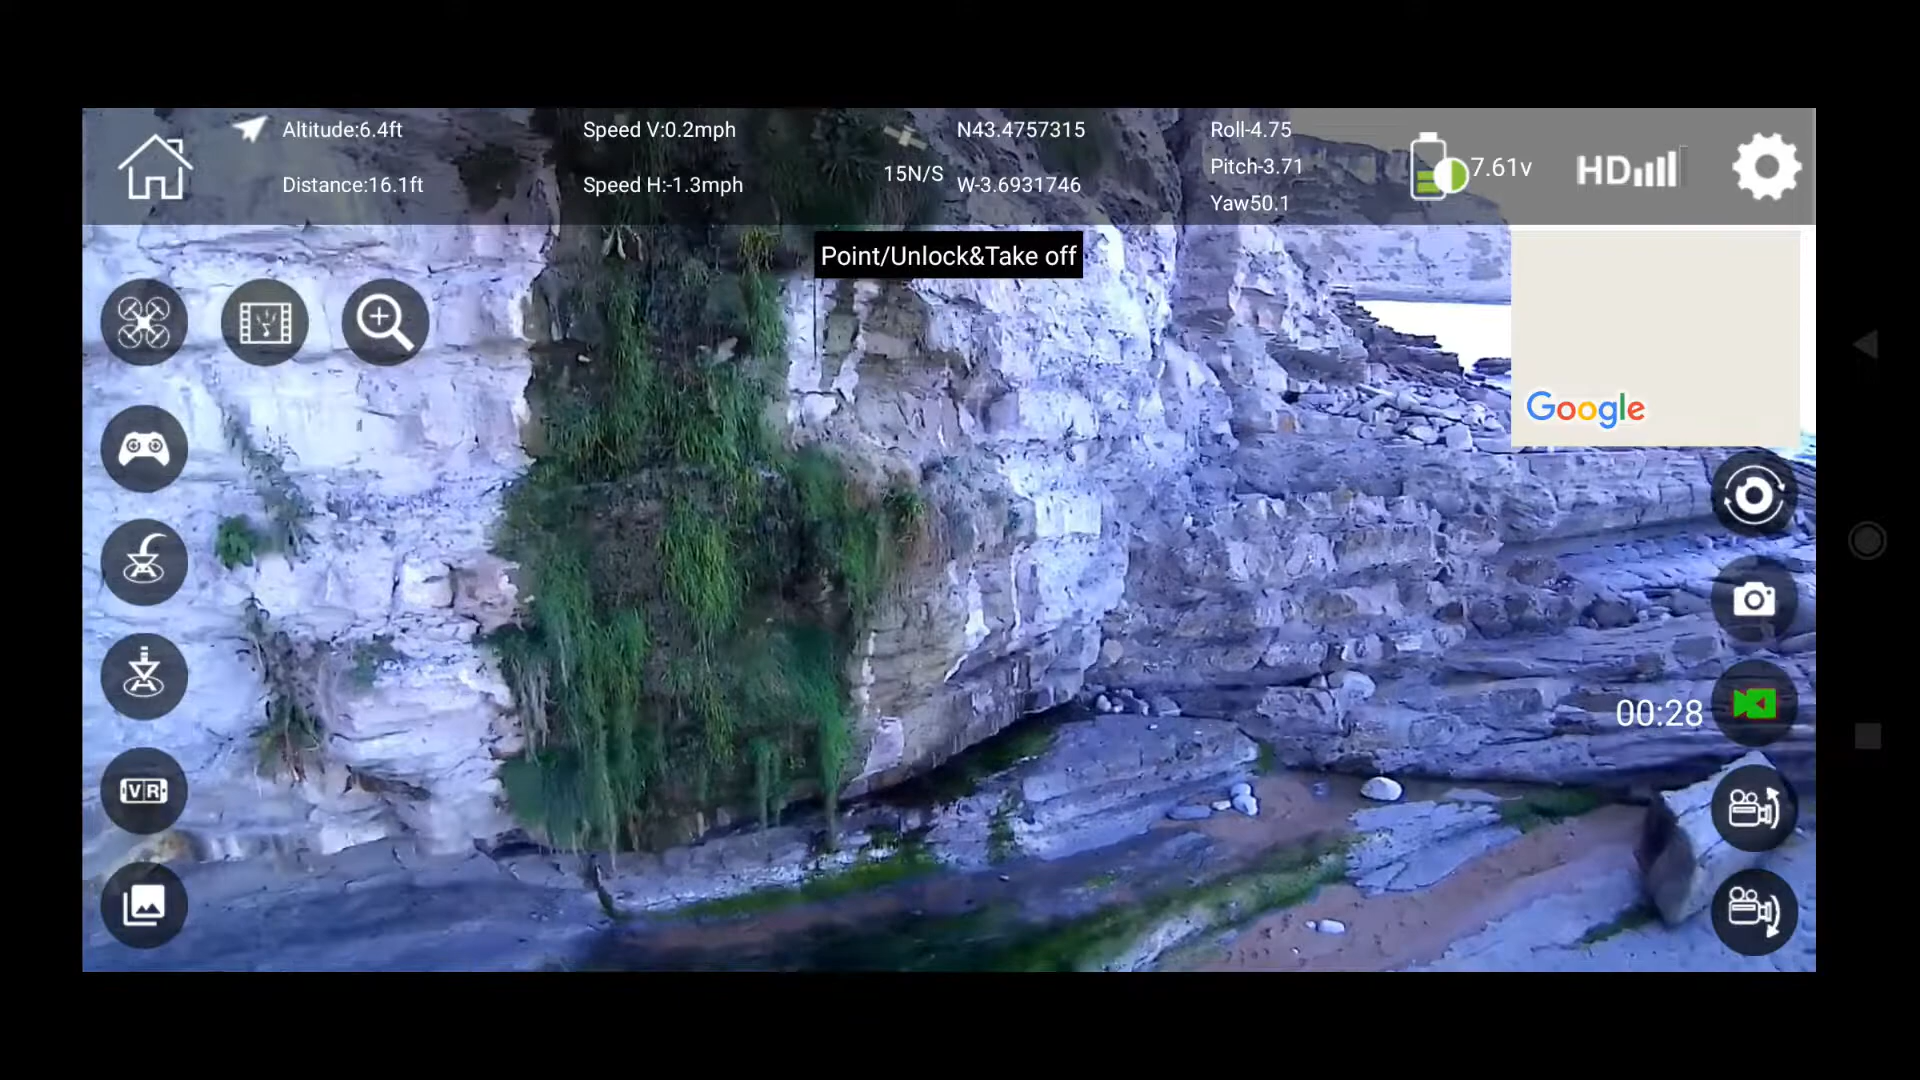 Altitude:6.4ft
Speed V:0.2mph
N43.4757315
Roll-4.75
Distance:16.1ft
Speed H:-1.3mph
15N/S
W-3.6931746
Pitch-3.71
Yaw50.1
7.61v
HD
Point/Unlock&Take off
Google
00:28
VR